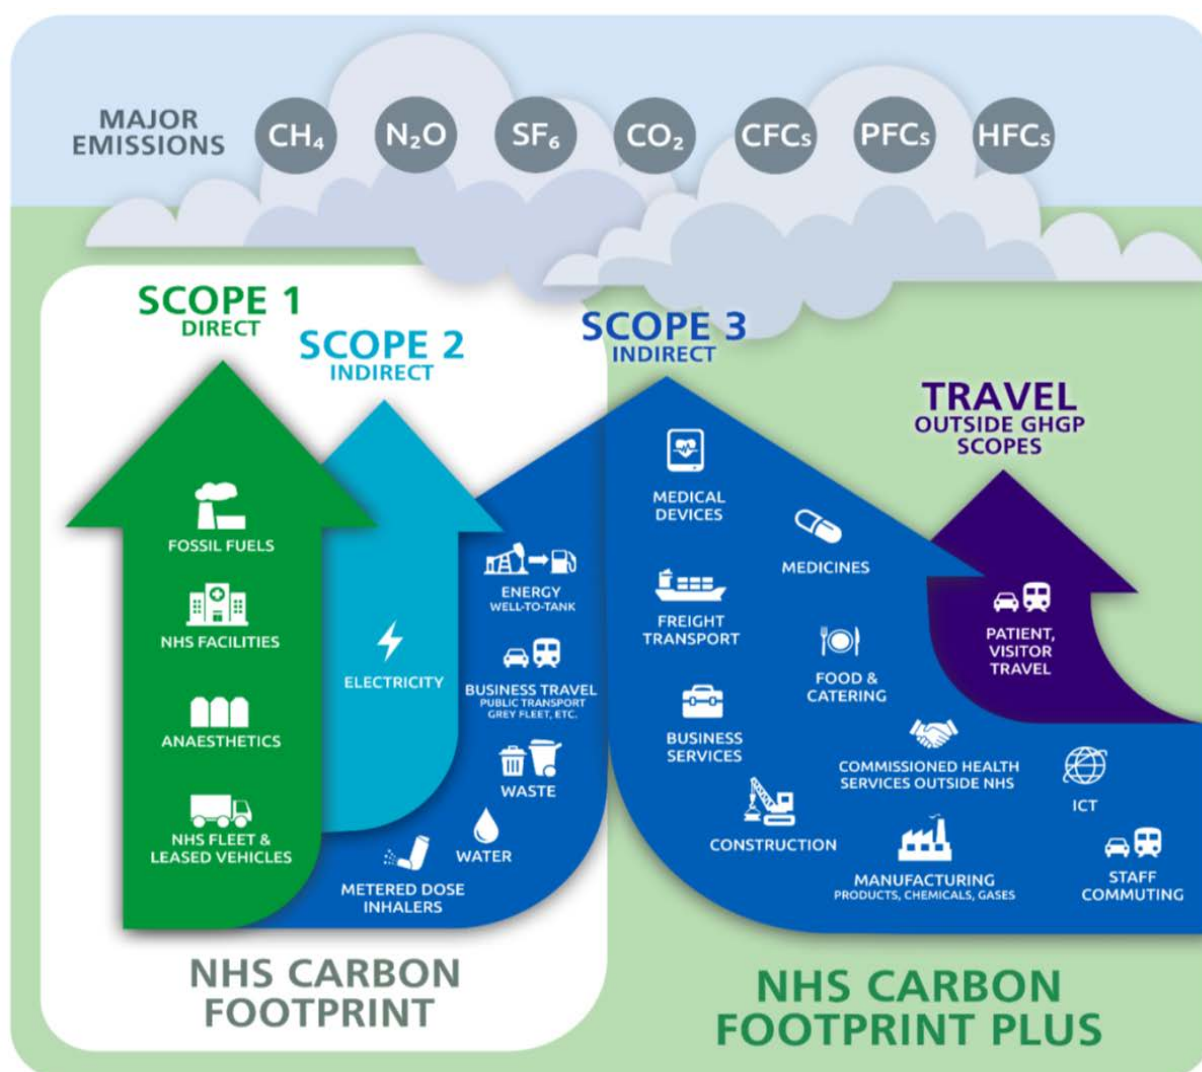 MAJOR
EMISSIONS
CH₄
N₂O
SF₆
CO₂
CFCs
PFCs
HFCs
SCOPE 1
DIRECT
SCOPE 2
INDIRECT
SCOPE 3
INDIRECT
TRAVEL
OUTSIDE GHGP
SCOPES
FOSSIL FUELS
NHS FACILITIES
ANAESTHETICS
NHS FLEET &
LEASED VEHICLES
ELECTRICITY
ENERGY
WELL-TO-TANK
BUSINESS TRAVEL
PUBLIC TRANSPORT
GREY FLEET, ETC.
WASTE
WATER
METERED DOSE
INHALERS
MEDICAL
DEVICES
MEDICINES
FREIGHT
TRANSPORT
FOOD &
CATERING
BUSINESS
SERVICES
COMMISSIONED HEALTH
SERVICES OUTSIDE NHS
CONSTRUCTION
MANUFACTURING
PRODUCTS, CHEMICALS, GASES
ICT
STAFF
COMMUTING
PATIENT,
VISITOR
TRAVEL
NHS CARBON
FOOTPRINT
NHS CARBON
FOOTPRINT PLUS